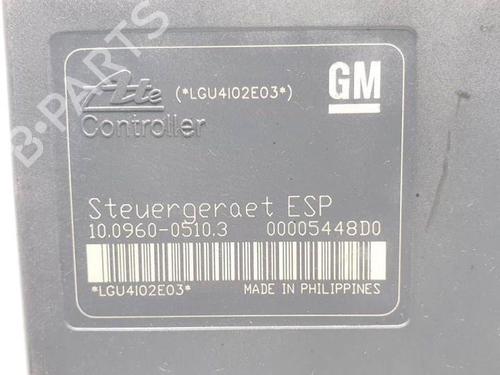 Ate (*LGU4I02E03*) GM
Controller
Steuergeraet ESP
10.0960-0510.3 00005448D0
*LGU4I02E03* MADE IN PHILIPPINES
B-PARTS